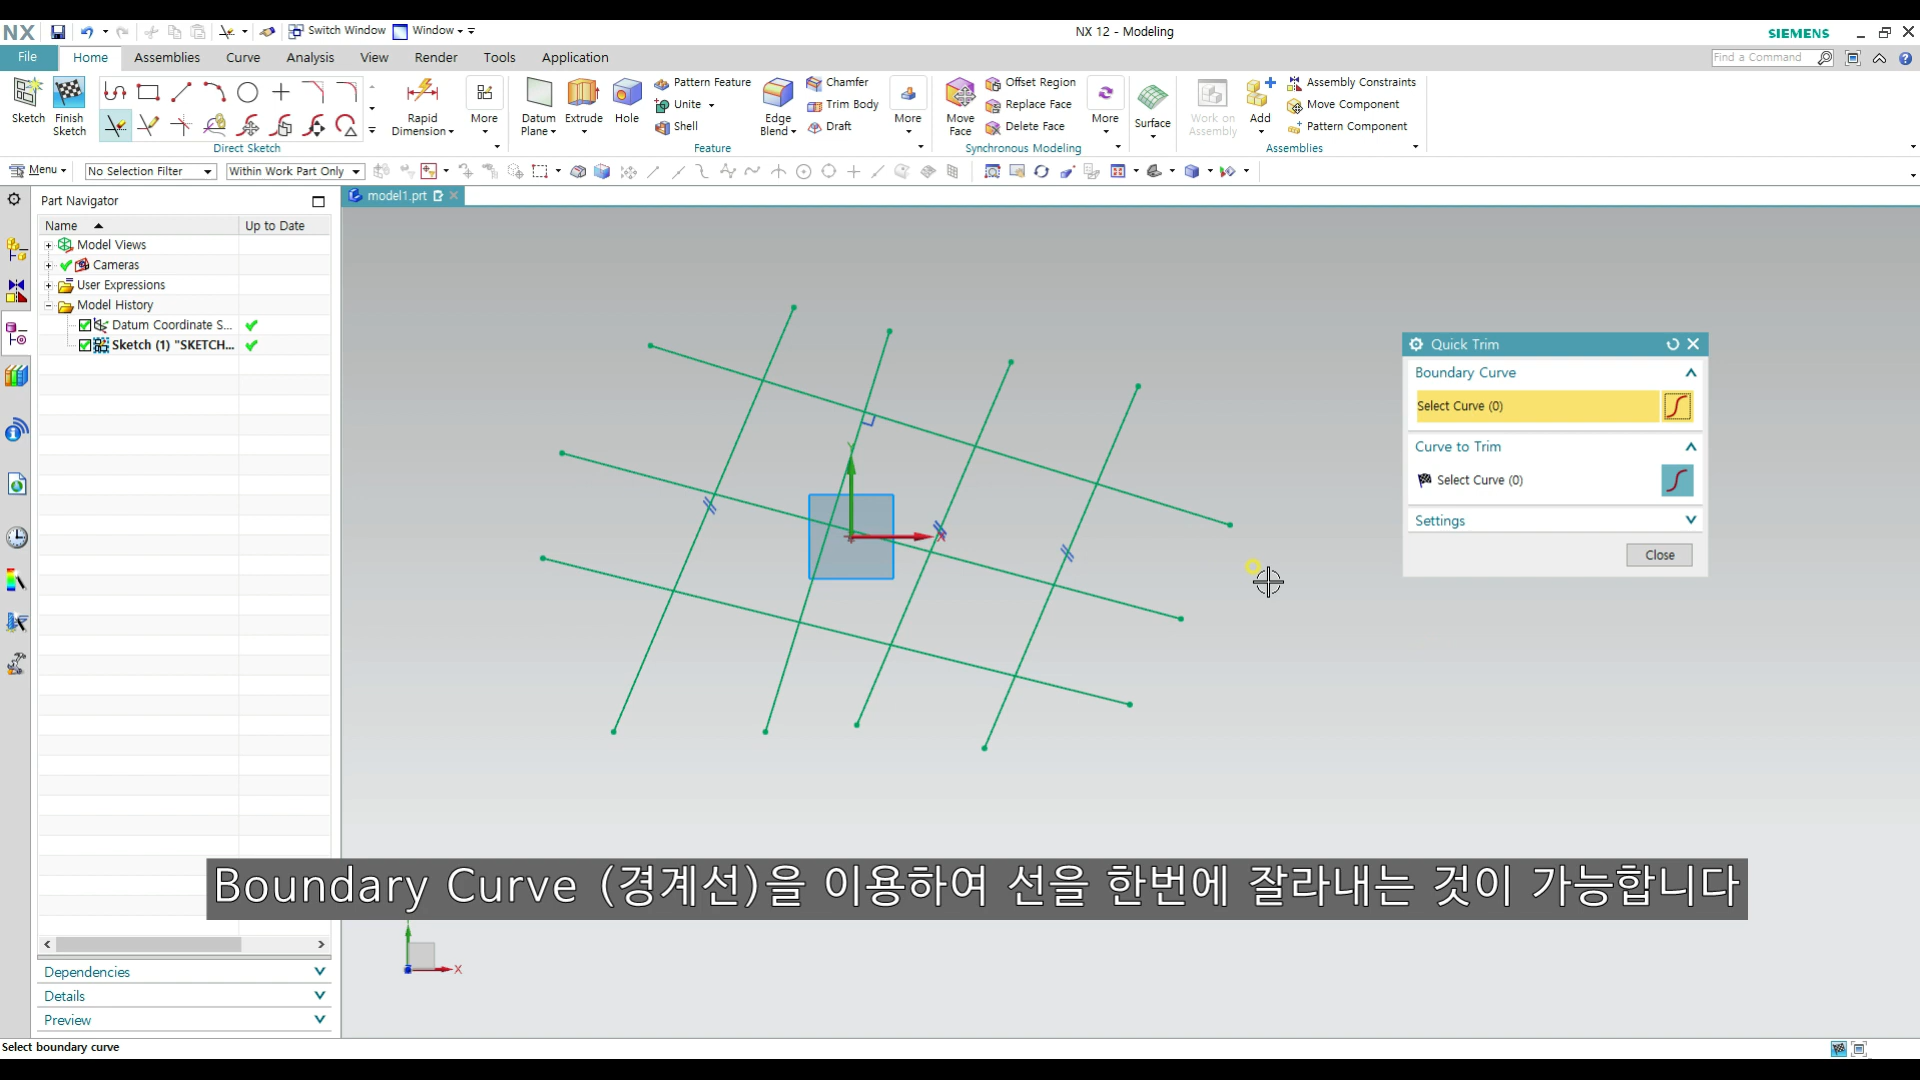 NX
Switch Window
Window
NX 12 - Modeling
SIEMENS
File
Home
Assemblies
Curve
Analysis
View
Render
Tools
Application
Find a Command
Sketch
Finish
Sketch
Direct Sketch
Rapid
Dimension
More
Datum
Plane
Extrude
Hole
Pattern Feature
Unite
Shell
Edge
Blend
Chamfer
Trim Body
Draft
More
Feature
Move
Face
Offset Region
Replace Face
Delete Face
More
Synchronous Modeling
Surface
Work on
Assembly
Add
Assembly Constraints
Move Component
Pattern Component
Assemblies
Menu
No Selection Filter
Within Work Part Only
Part Navigator
model1.prt
Name
Up to Date
Model Views
Cameras
User Expressions
Model History
Datum Coordinate S...
Sketch (1) "SKETCH...
Y
X
Quick Trim
Boundary Curve
Select Curve (0)
Curve to Trim
Select Curve (0)
Settings
Close
Boundary Curve (경계선)을 이용하여 선을 한번에 잘라내는 것이 가능합니다
X
Dependencies
Details
Preview
Select boundary curve